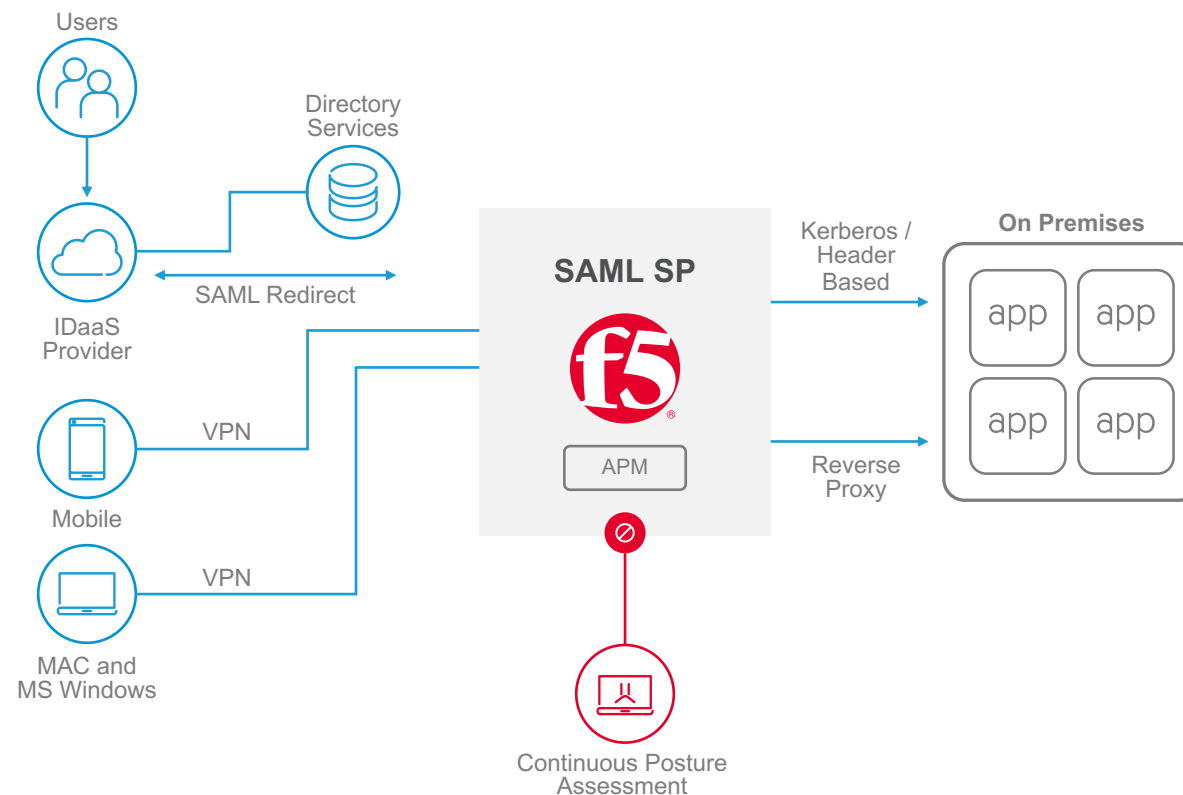 Users
Directory
Services
SAML Redirect
IDaaS
Provider
VPN
Mobile
VPN
MAC and
MS Windows
SAML SP
f5
®
APM
Continuous Posture
Assessment
Kerberos /
Header
Based
Reverse
Proxy
On Premises
app
app
app
app